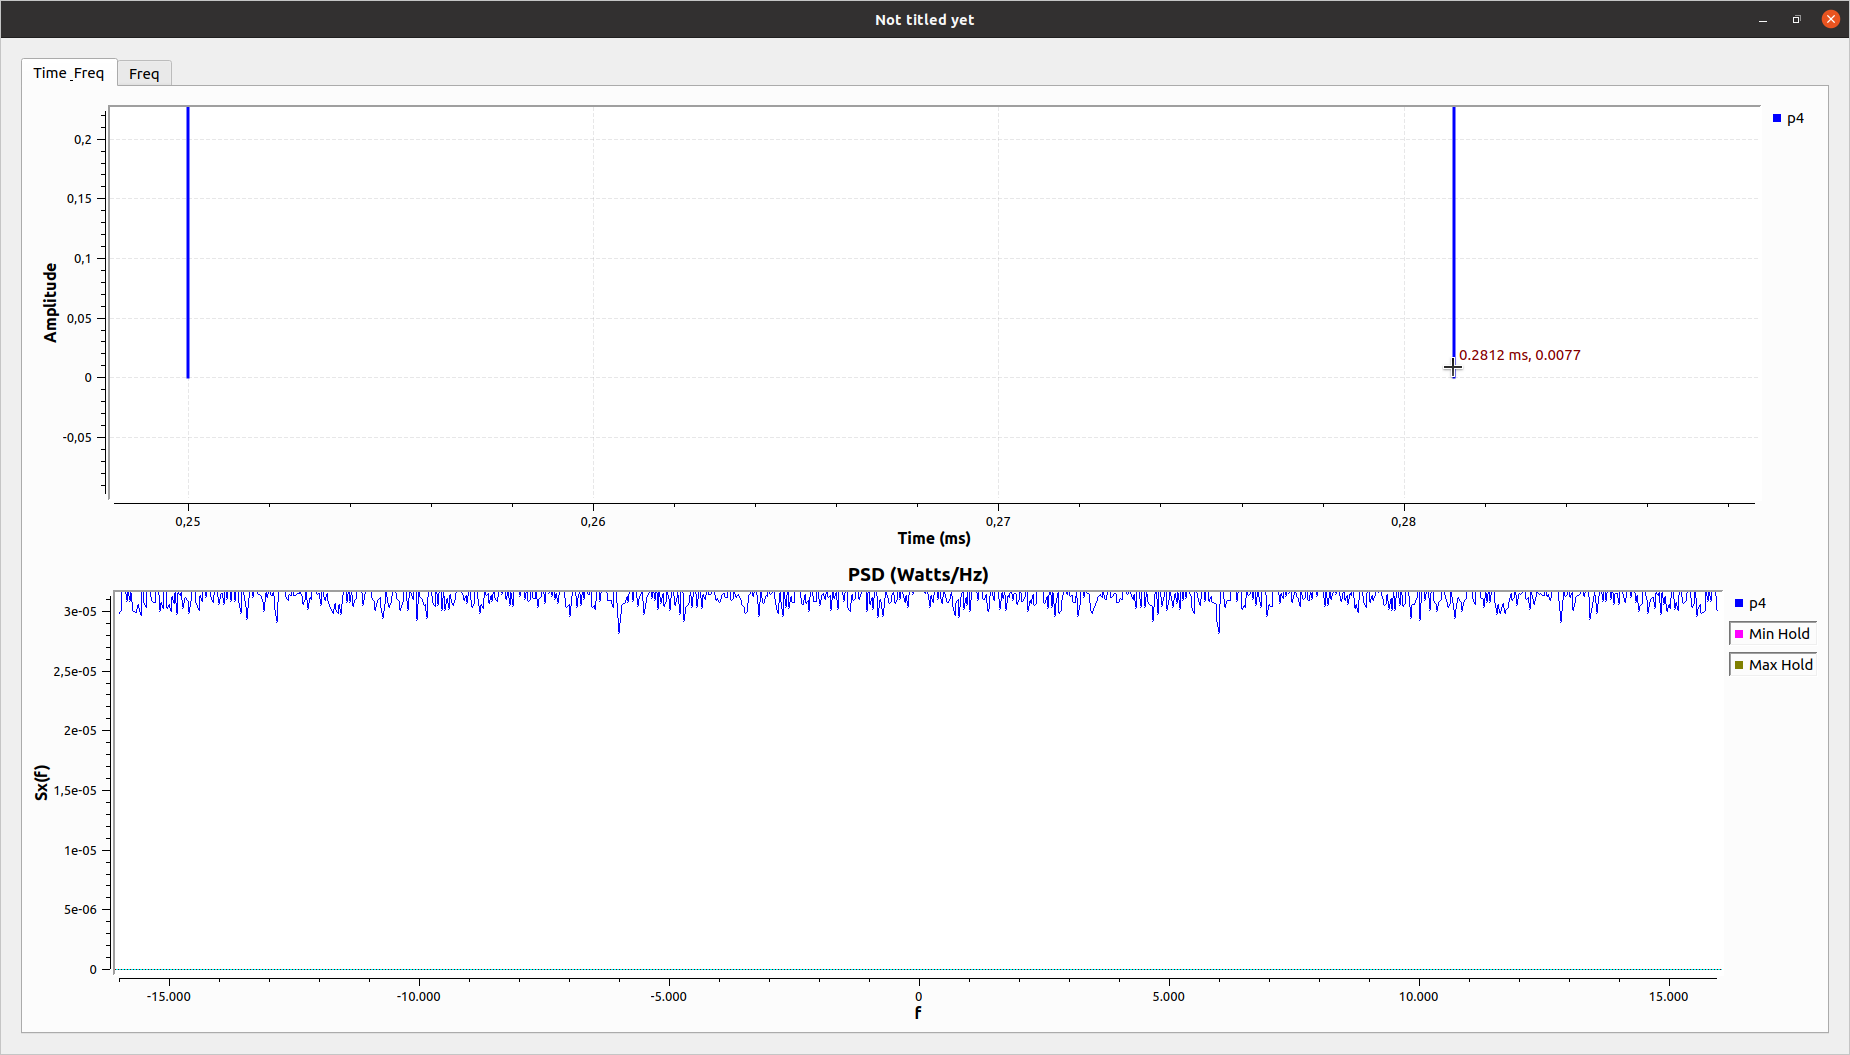 Not titled yet
Time_Freq
Freq
0,2
0,15
0,1
0,05
0
-0,05
Amplitude
p4
0.2812 ms, 0.0077
0,25
0,26
0,27
0,28
Time (ms)
PSD (Watts/Hz)
3e-05
2,5e-05
2e-05
1,5e-05
1e-05
5e-06
0
Sx(f)
p4
Min Hold
Max Hold
-15.000
-10.000
-5.000
0
5.000
10.000
15.000
f